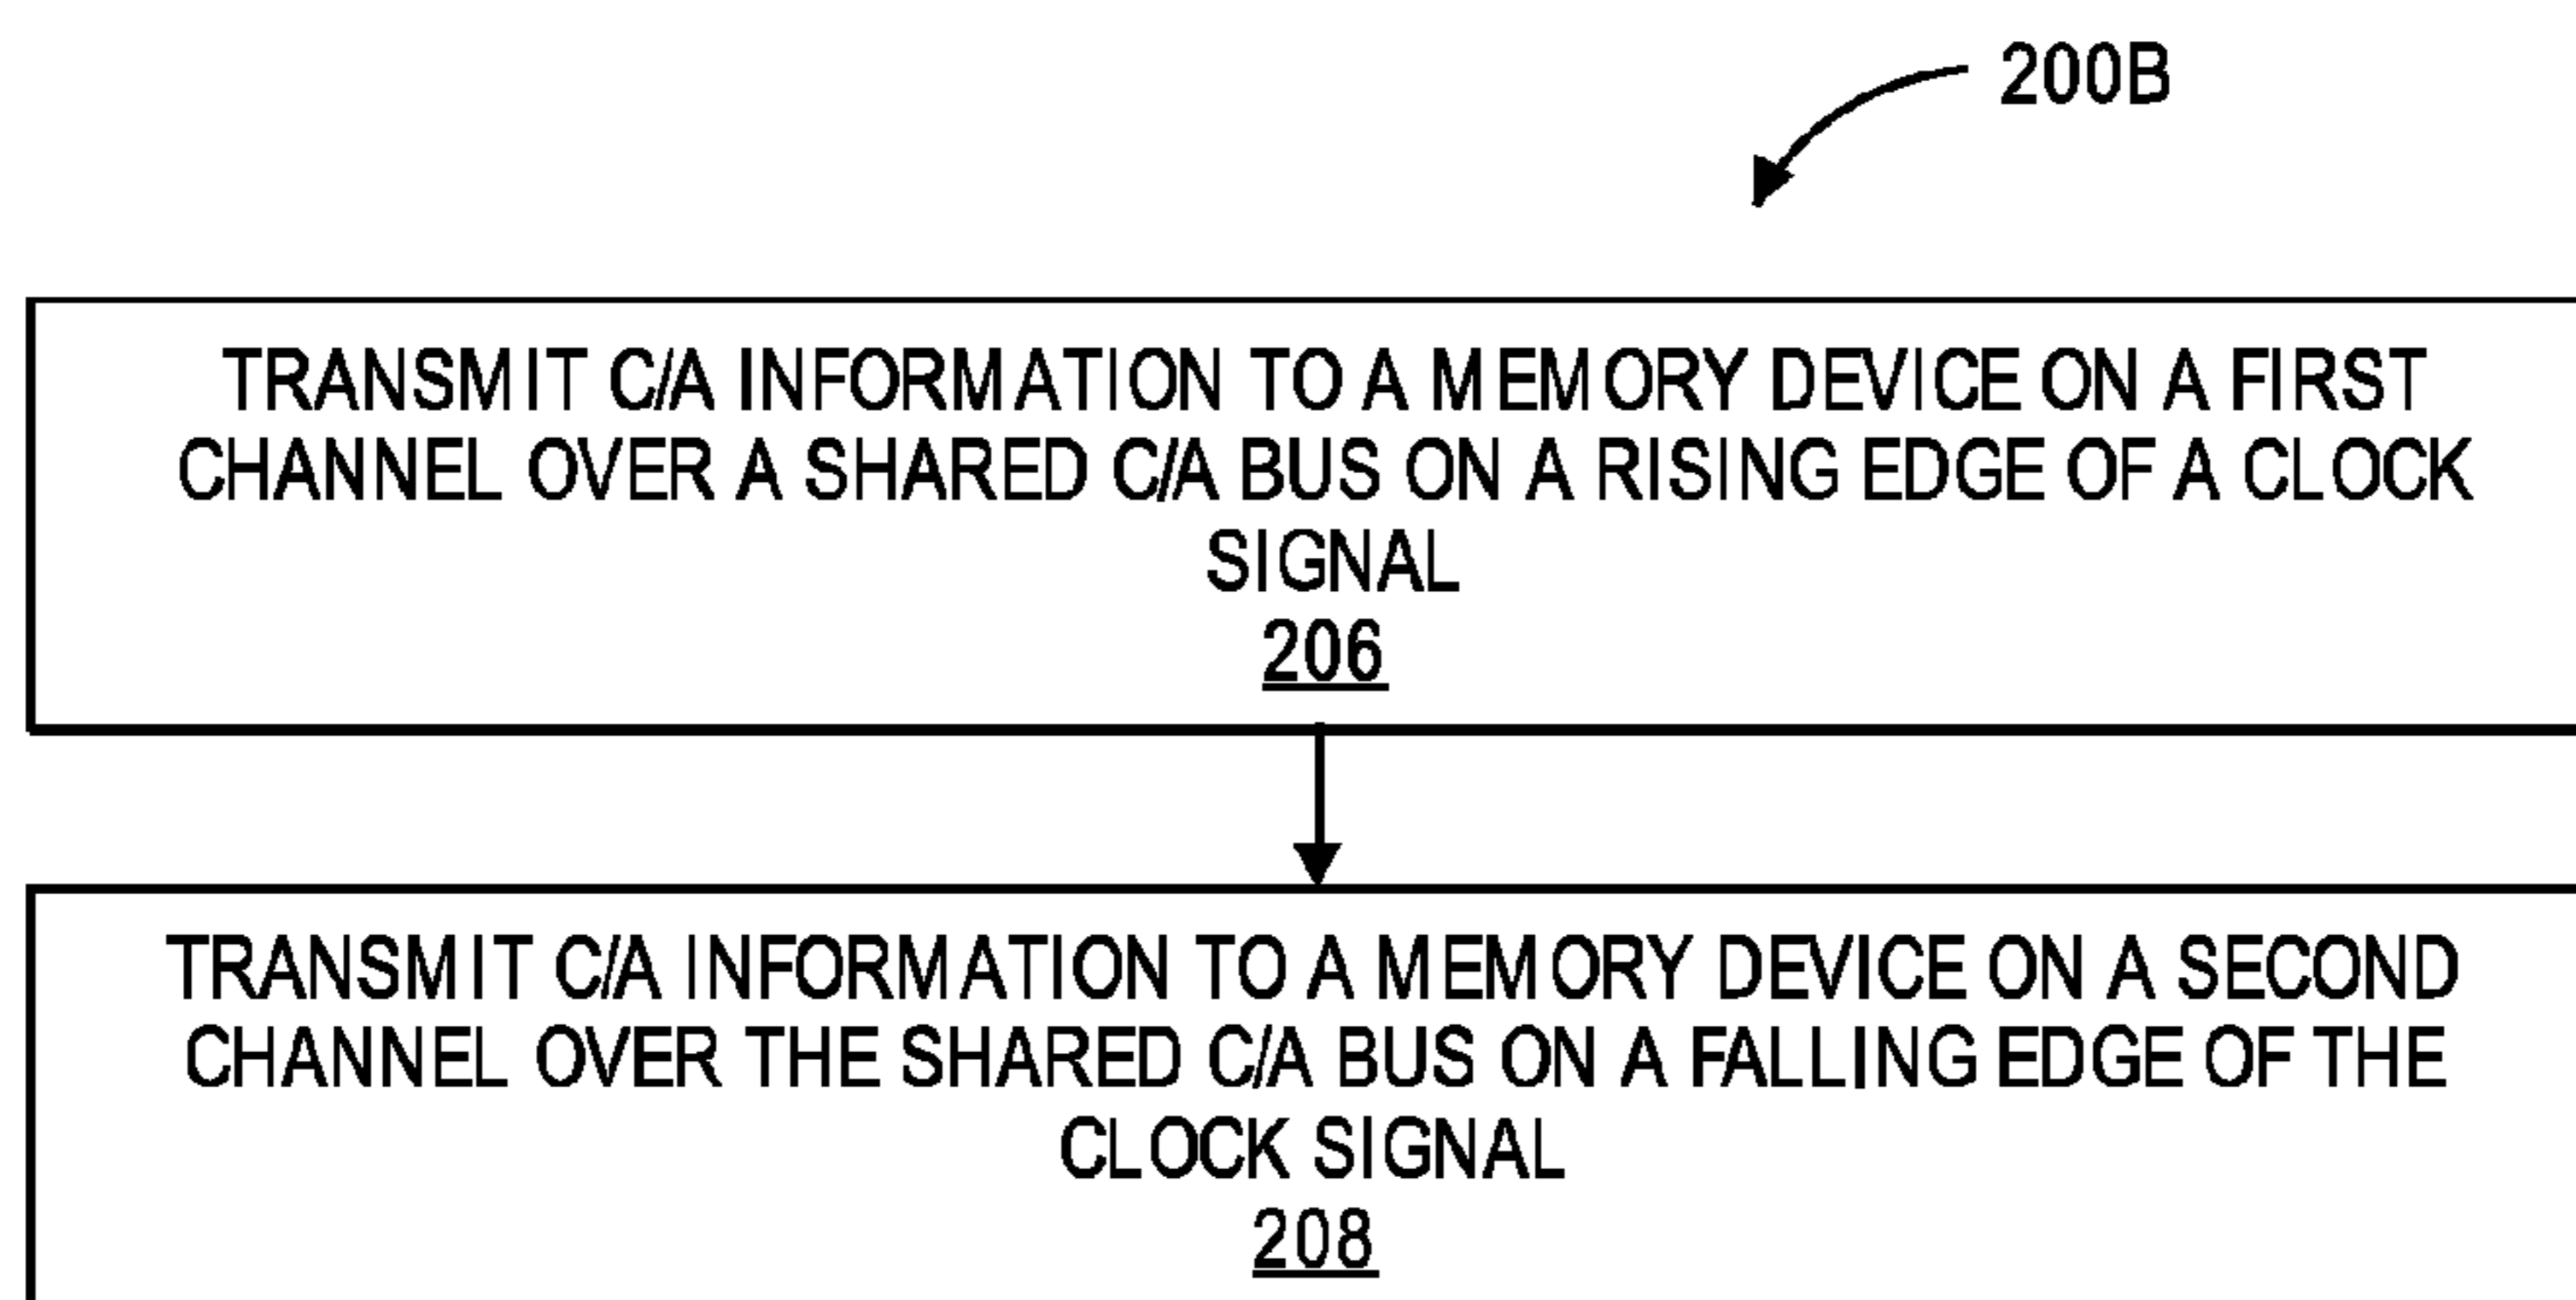 200B
TRANSMIT C/A INFORMATION TO A MEMORY DEVICE ON A FIRST
CHANNEL OVER A SHARED C/A BUS ON A RISING EDGE OF A CLOCK
SIGNAL
206
TRANSMIT C/A INFORMATION TO A MEMORY DEVICE ON A SECOND
CHANNEL OVER THE SHARED C/A BUS ON A FALLING EDGE OF THE
CLOCK SIGNAL
208